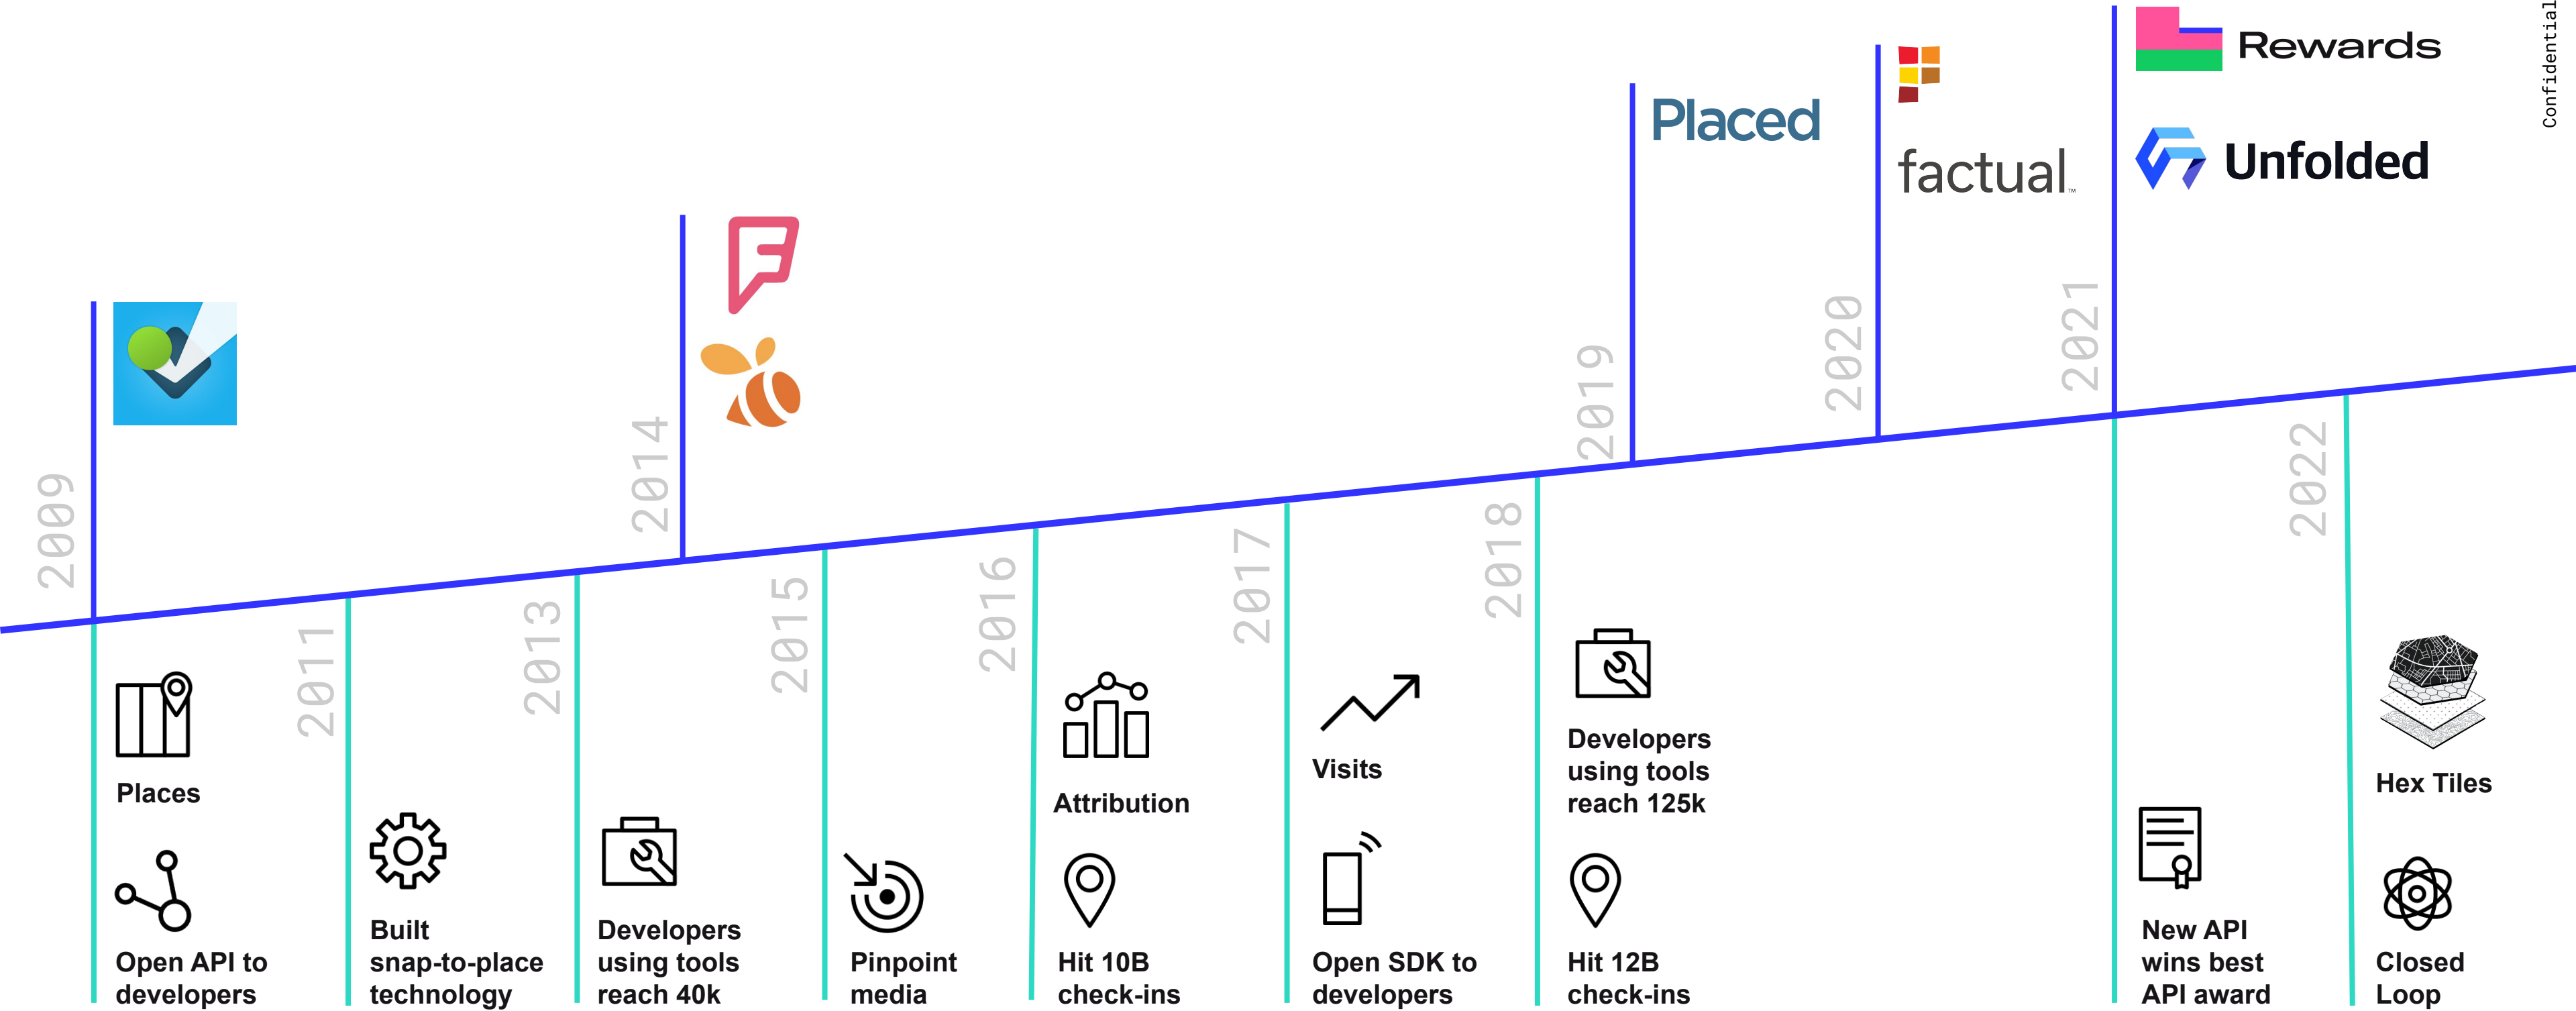 Confidential
Rewards
Unfolded
Placed
factual™
2009
2014
2019
2020
2021
2011
2013
2015
2016
2017
2018
2022
Places
Open API to
developers
Built
snap-to-place
technology
Developers
using tools
reach 40k
Pinpoint
media
Attribution
Hit 10B
check-ins
Visits
Open SDK to
developers
Developers
using tools
reach 125k
Hit 12B
check-ins
New API
wins best
API award
Hex Tiles
Closed
Loop